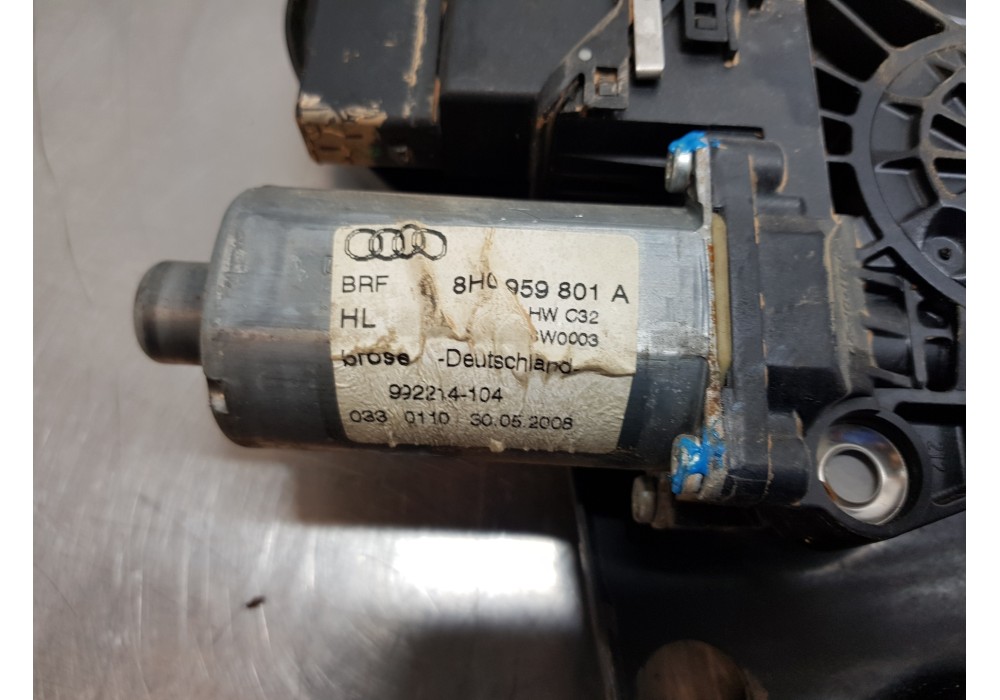 BRF 8H0 959 801 A
HL HW C32
SW0003
brose -Deutschland-
992214-104
033 0110 30.05.2008